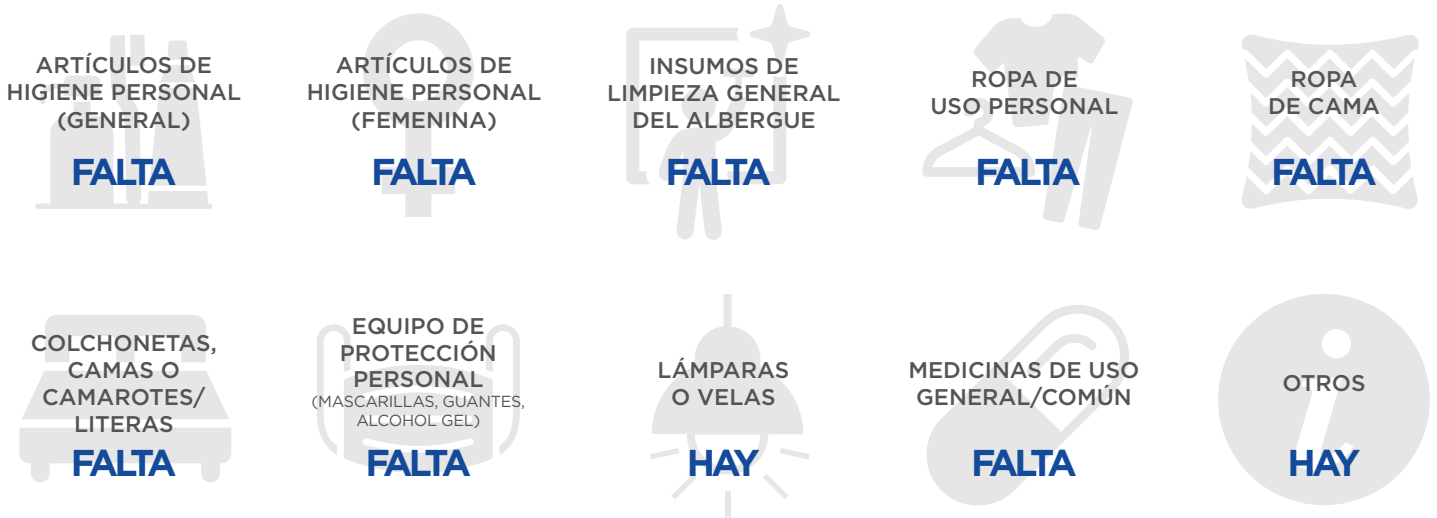 ARTÍCULOS DE
HIGIENE PERSONAL
(GENERAL)
FALTA
ARTÍCULOS DE
HIGIENE PERSONAL
(FEMENINA)
FALTA
INSUMOS DE
LIMPIEZA GENERAL
DEL ALBERGUE
FALTA
ROPA DE
USO PERSONAL
FALTA
ROPA
DE CAMA
FALTA
COLCHONETAS,
CAMAS O
CAMAROTES/
LITERAS
FALTA
EQUIPO DE
PROTECCIÓN
PERSONAL
(MASCARILLAS, GUANTES,
ALCOHOL GEL)
FALTA
LÁMPARAS
O VELAS
HAY
MEDICINAS DE USO
GENERAL/COMÚN
FALTA
OTROS
HAY